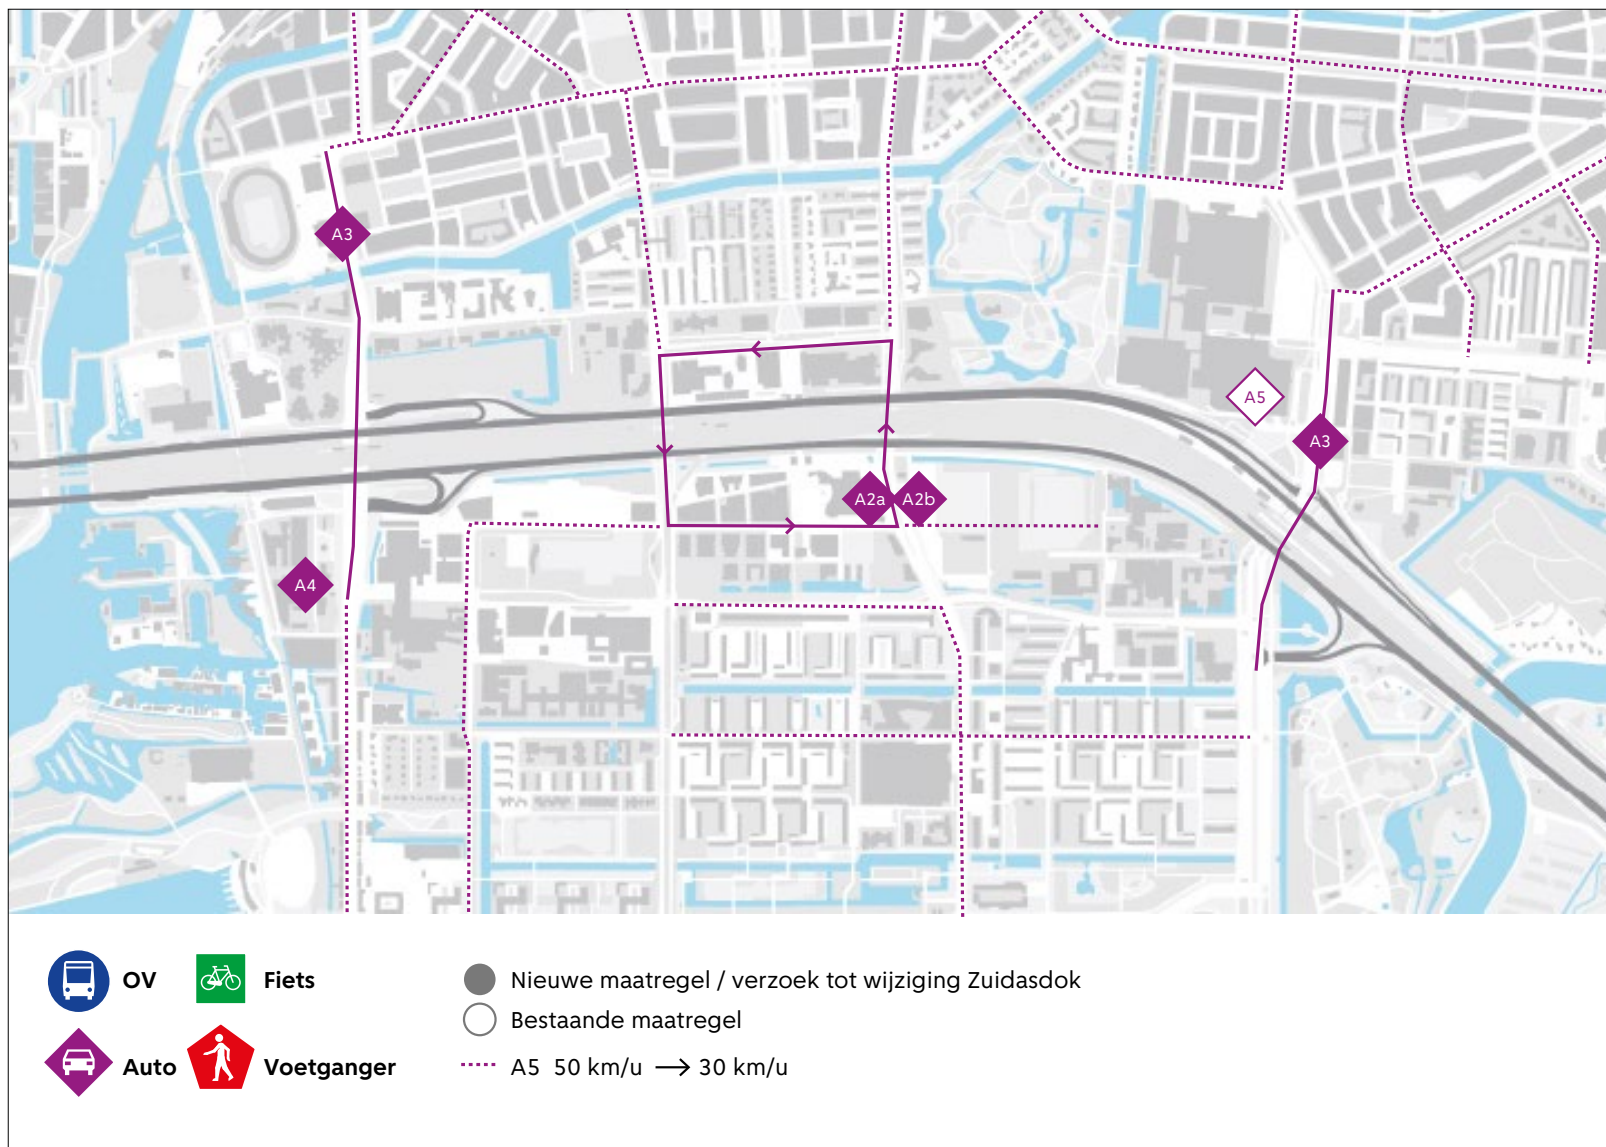 A3
A5
A3
A2a A2b
A4
OV
Fiets
Nieuwe maatregel / verzoek tot wijziging Zuidasdok
Bestaande maatregel
Auto
Voetganger
A5 50 km/u → 30 km/u